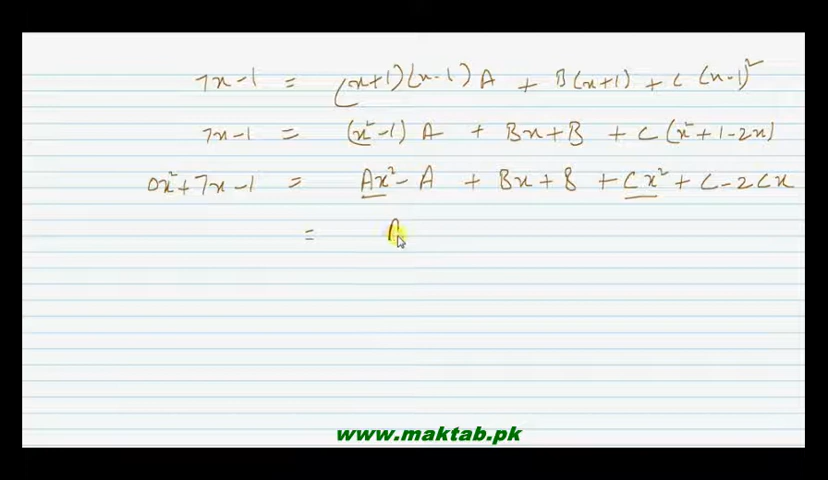 7x-1 = (x+1)(x-1) A + B(x+1) + C (x-1)²
7x-1 = (x²-1) A + Bx+B + C (x²+1-2x)
0x²+7x-1 = Ax²-A + Bx+B + Cx² + C-2Cx
=
www.maktab.pk